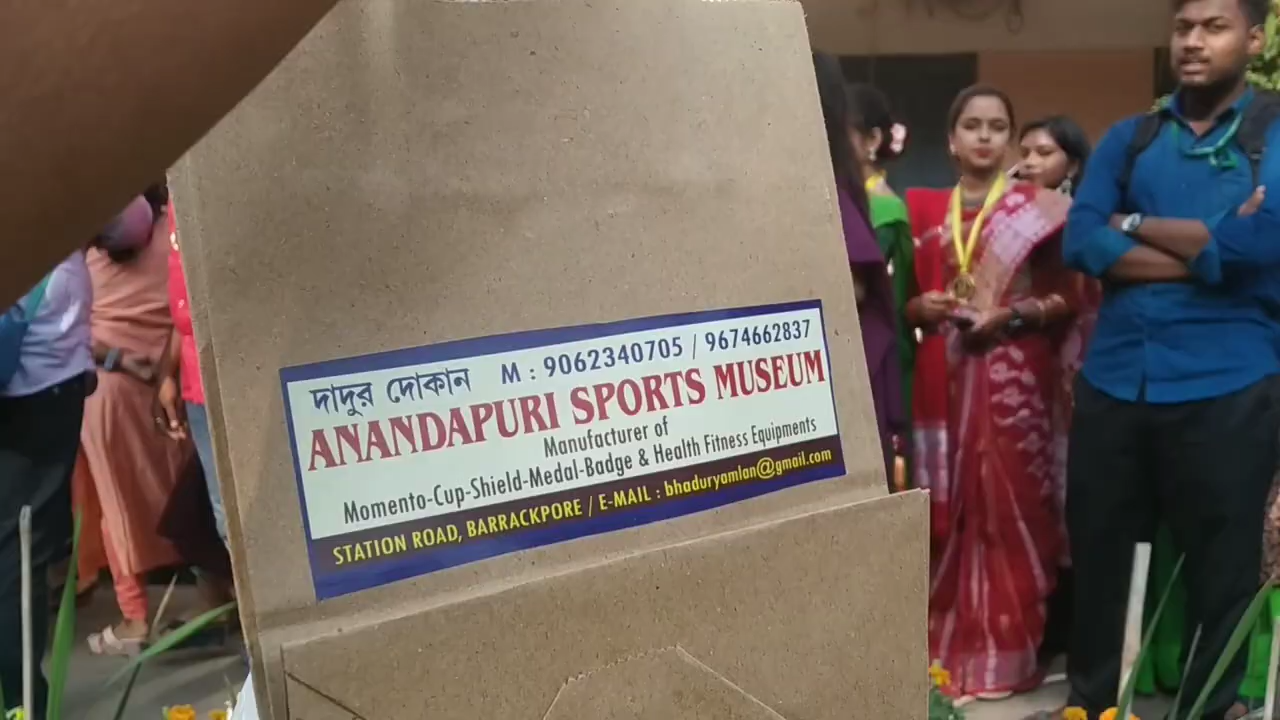 দাদুর দোকান M : 9062340705 / 9674662837
ANANDAPURI SPORTS MUSEUM
Manufacturer of
Momento-Cup-Shield-Medal-Badge & Health Fitness Equipments
STATION ROAD, BARRACKPORE / E-MAIL : bhaduryamlan@gmail.com